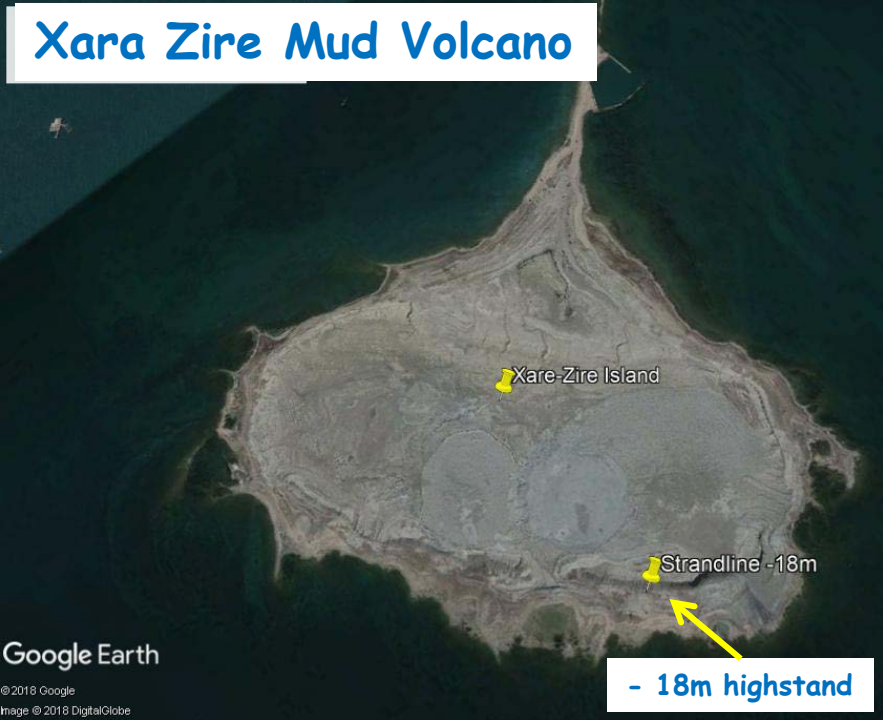 Xara Zire Mud Volcano
Xare-Zire Island
Strandline -18m
Google Earth
- 18m highstand
©2018 Google
Image © 2018 DigitalGlobe